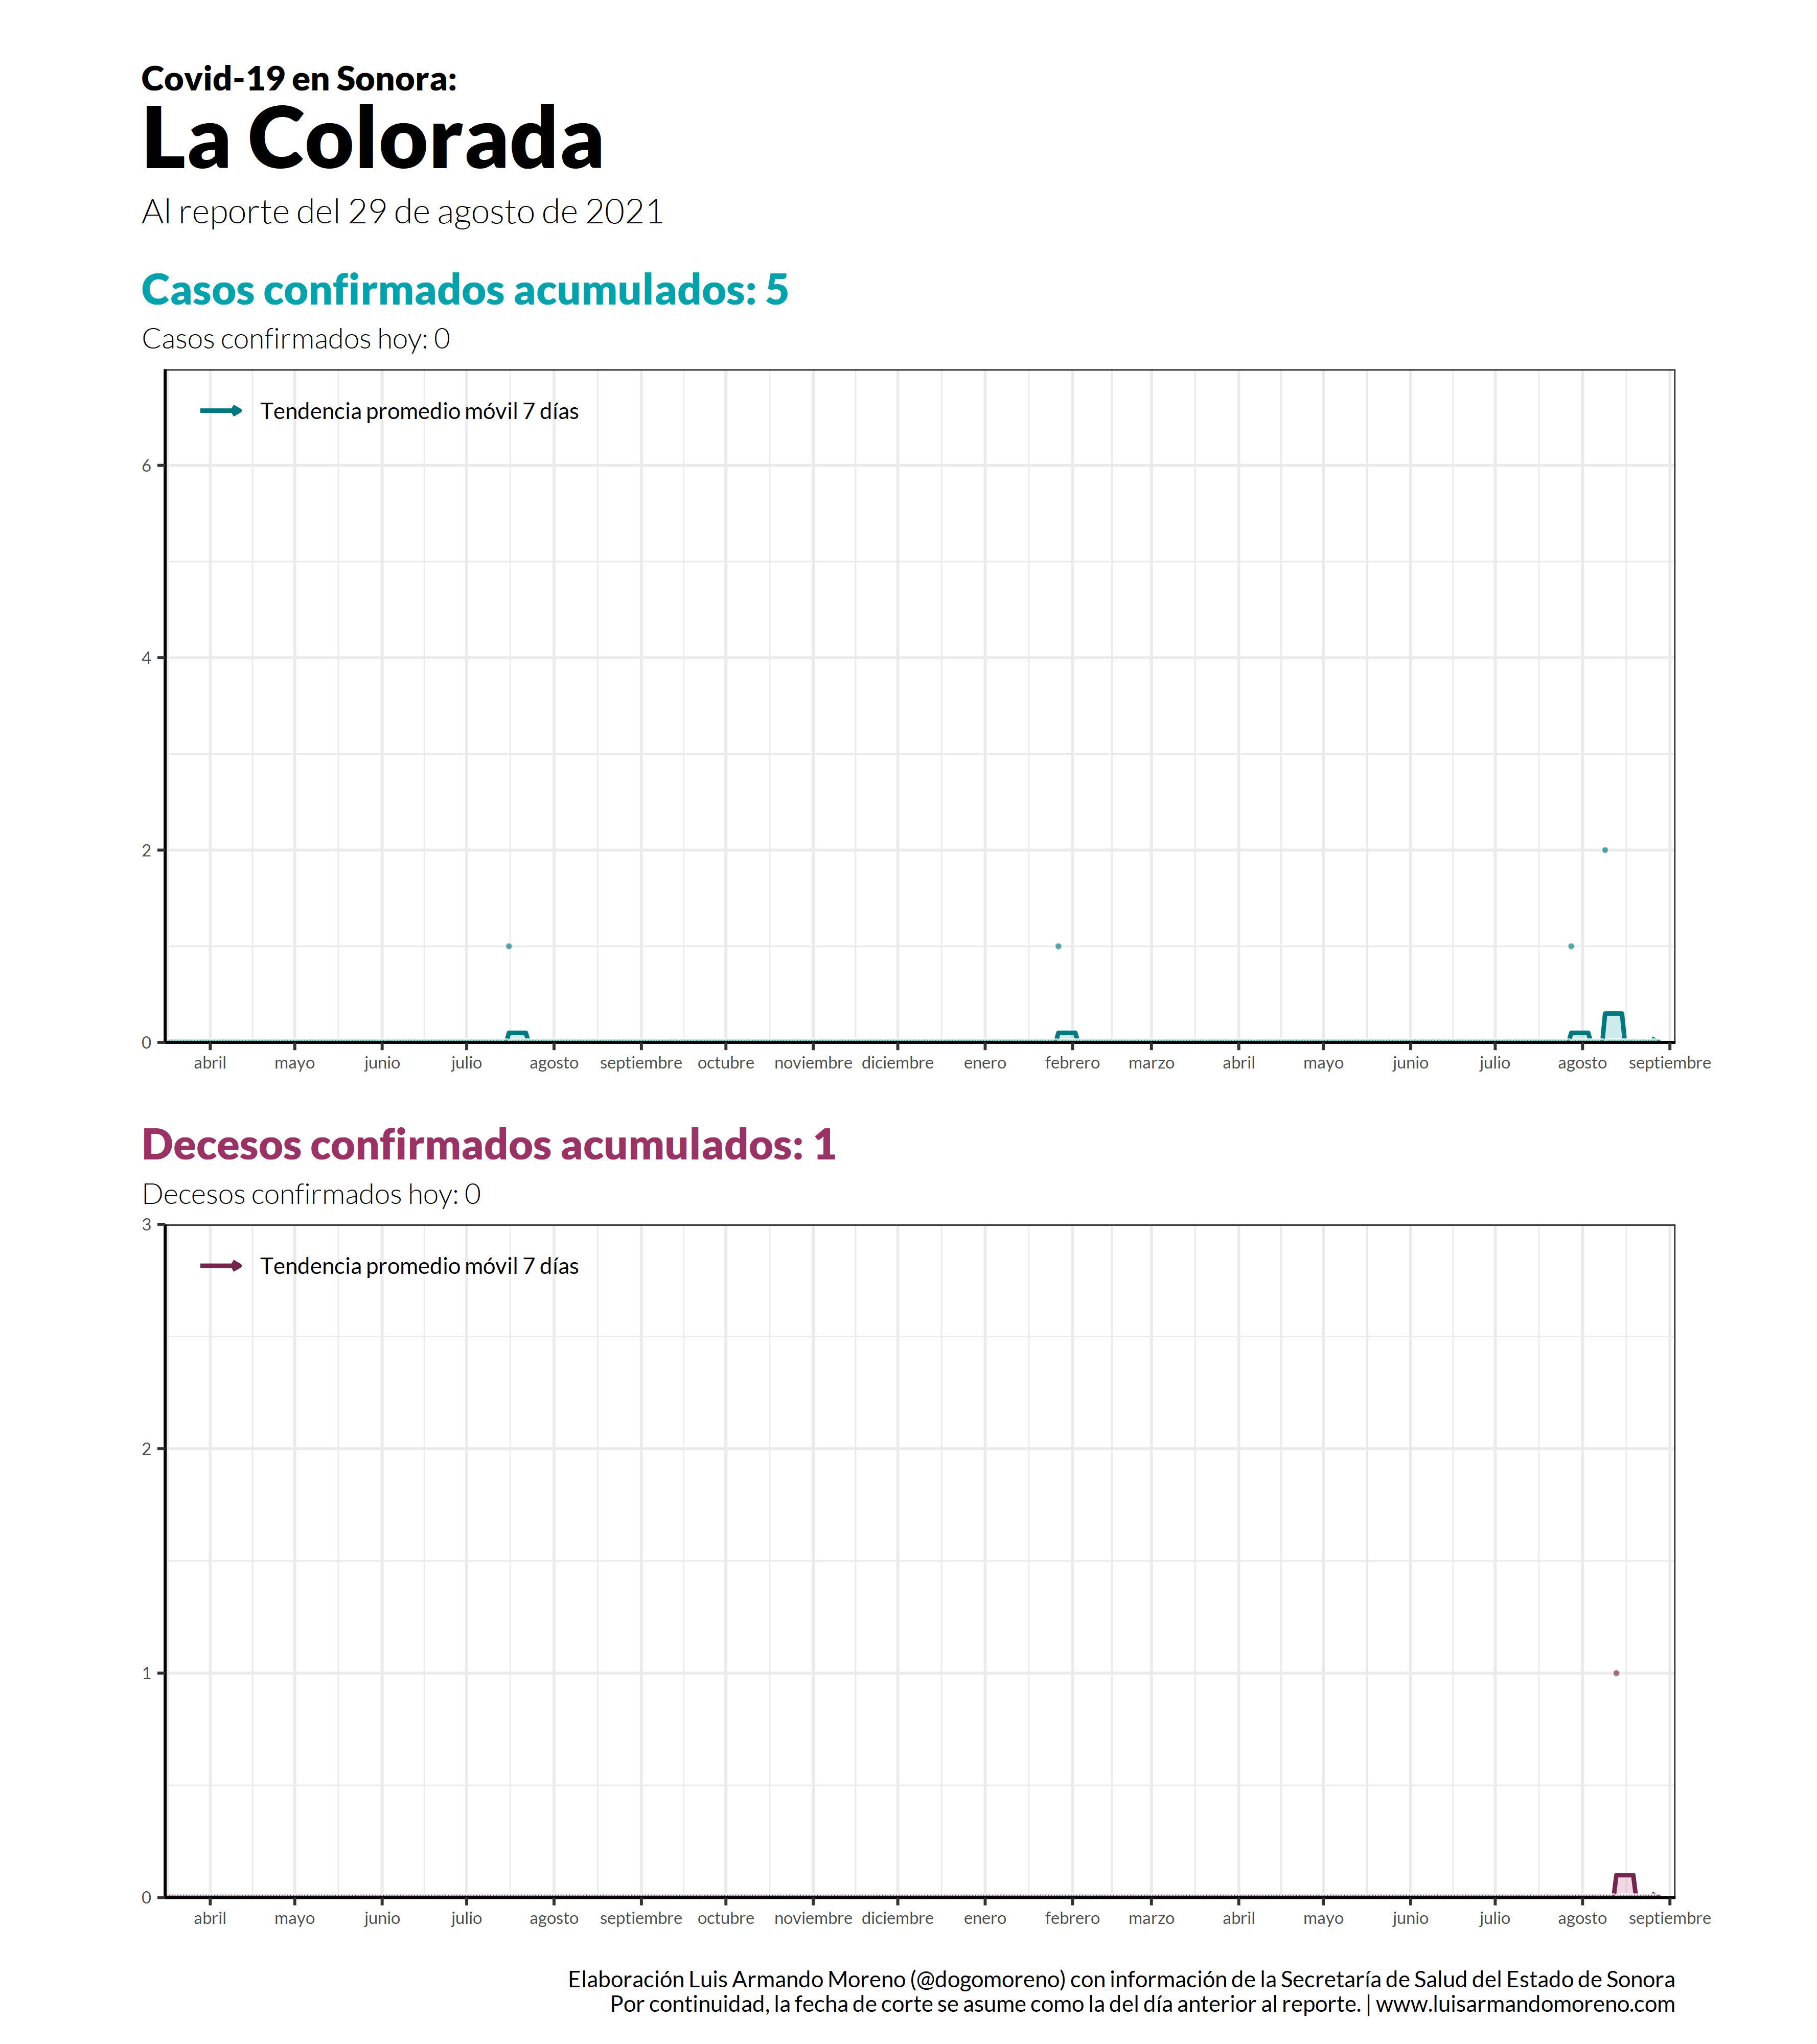 Covid-19 en Sonora:
La Colorada
Al reporte del 29 de agosto de 2021
Casos confirmados acumulados: 5
Casos confirmados hoy: 0
Tendencia promedio móvil 7 días
6
4
2
0
abril mayo junio julio agosto septiembre octubre noviembre diciembre enero febrero marzo abril mayo junio julio agosto septiembre
Decesos confirmados acumulados: 1
Decesos confirmados hoy: 0
3
Tendencia promedio móvil 7 días
2
1
0
abril mayo junio julio agosto septiembre octubre noviembre diciembre enero febrero marzo abril mayo junio julio agosto septiembre
Elaboración Luis Armando Moreno (@dogomoreno) con información de la Secretaría de Salud del Estado de Sonora
Por continuidad, la fecha de corte se asume como la del día anterior al reporte. | www.luisarmandomoreno.com